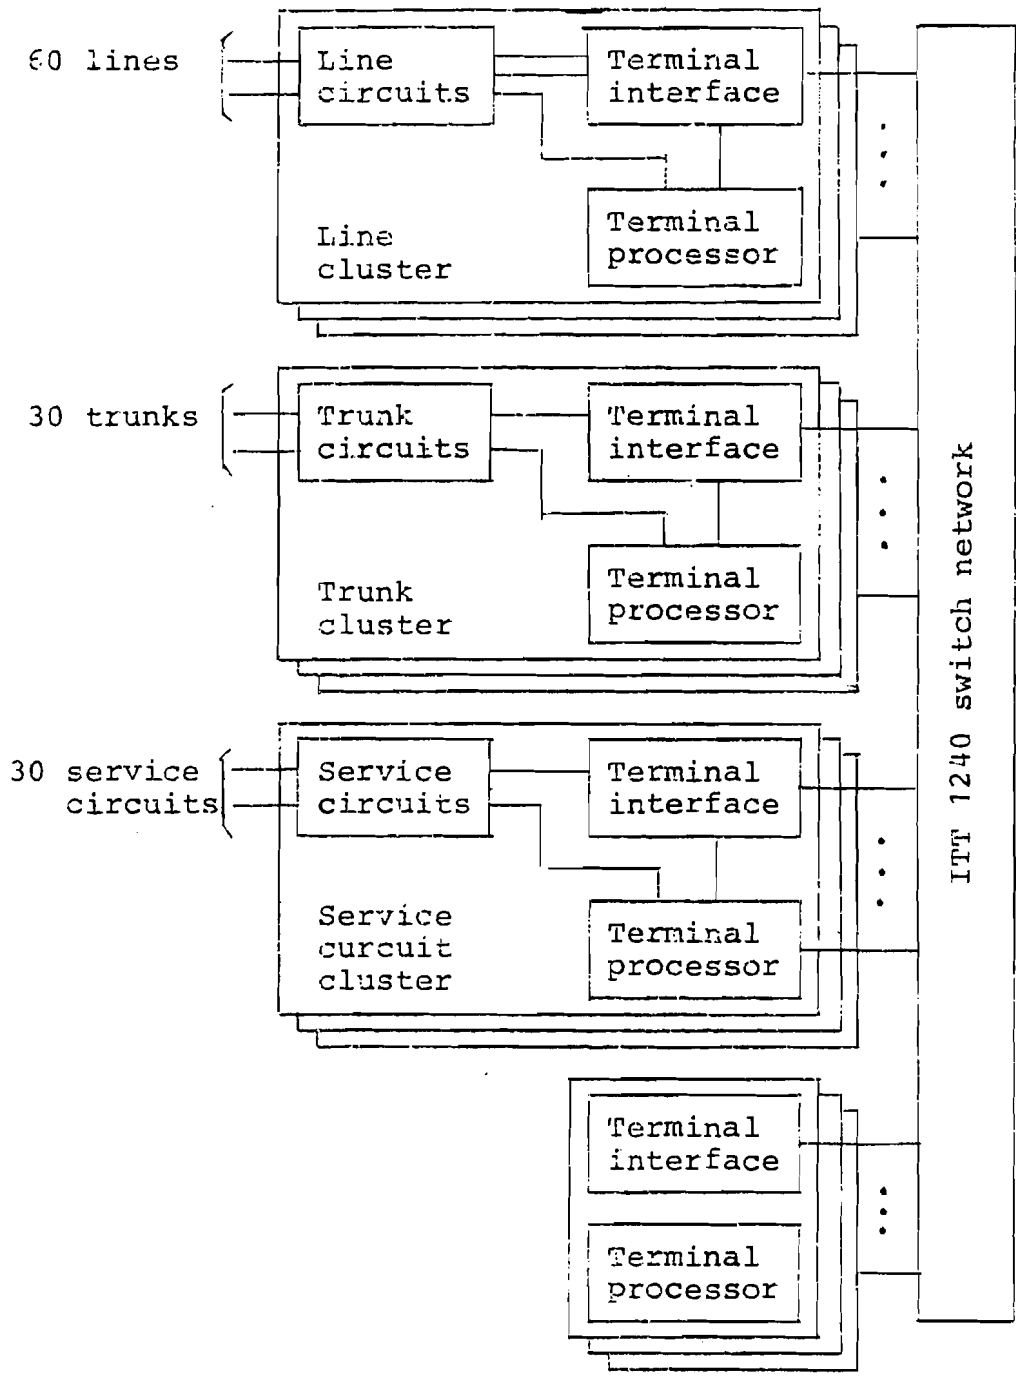 60 lines
Line
circuits
Terminal
interface
Terminal
processor
Line
cluster
30 trunks
Trunk
circuits
Terminal
interface
Terminal
processor
Trunk
cluster
30 service
circuits
Service
circuits
Terminal
interface
Terminal
processor
Service
curcuit
cluster
Terminal
interface
Terminal
processor
ITT 1240 switch network